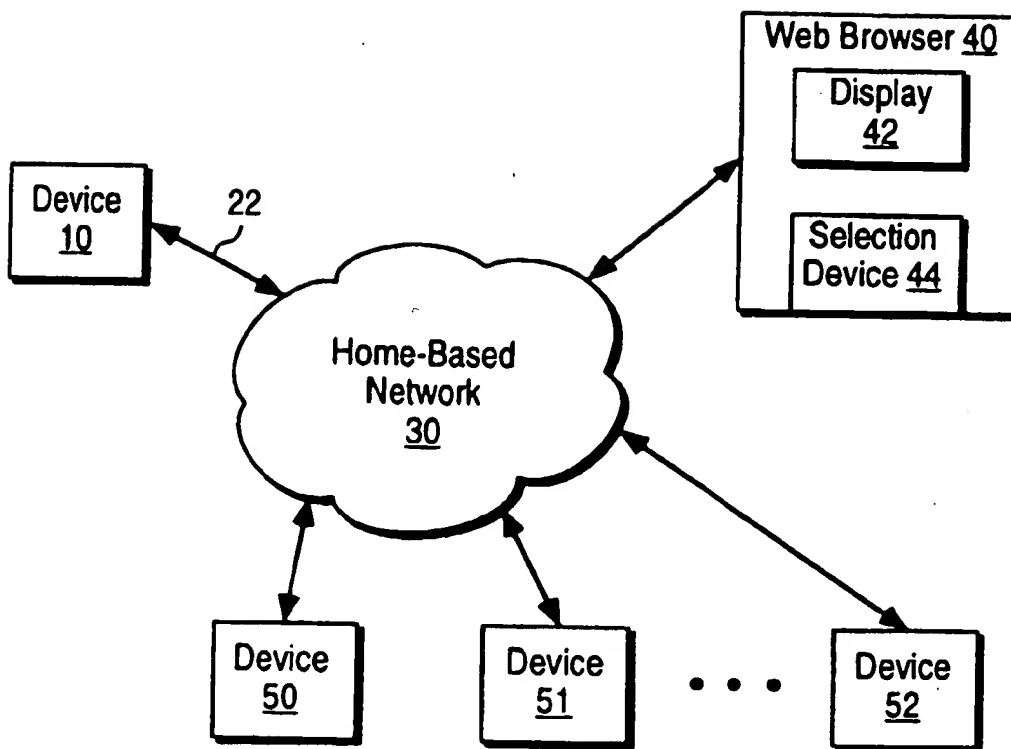 Web Browser 40
Display
42
Selection
Device 44
Device
10
22
Home-Based
Network
30
Device
50
Device
51
Device
52